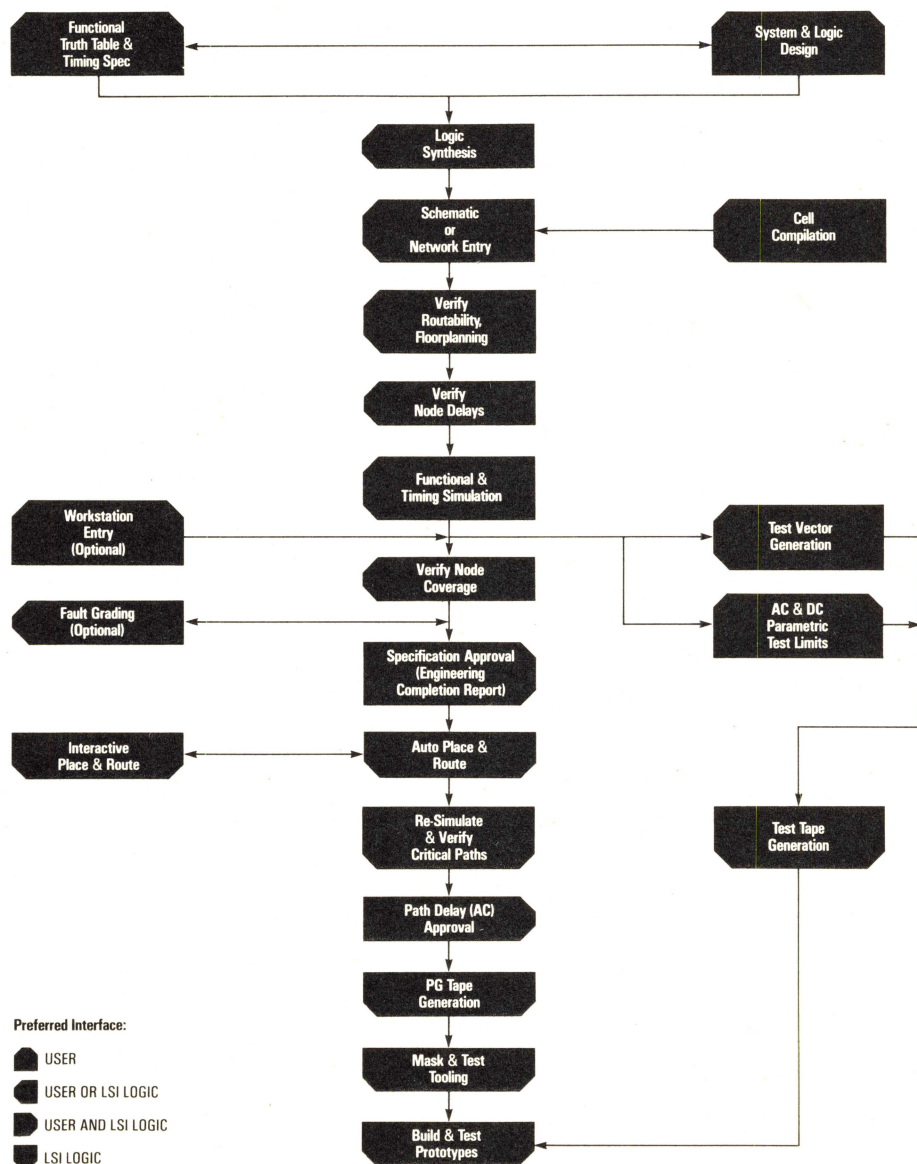 Functional
Truth Table &
Timing Spec
System & Logic
Design
Logic
Synthesis
Schematic
or
Network Entry
Cell
Compilation
Verify
Routability,
Floorplanning
Verify
Node Delays
Functional &
Timing Simulation
Workstation
Entry
(Optional)
Test Vector
Generation
Verify Node
Coverage
Fault Grading
(Optional)
AC & DC
Parametric
Test Limits
Specification Approval
(Engineering
Completion Report)
Interactive
Place & Route
Auto Place &
Route
Re-Simulate
& Verify
Critical Paths
Test Tape
Generation
Path Delay (AC)
Approval
PG Tape
Generation
Mask & Test
Tooling
Build & Test
Prototypes
Preferred Interface:
USER
USER OR LSI LOGIC
USER AND LSI LOGIC
LSI LOGIC